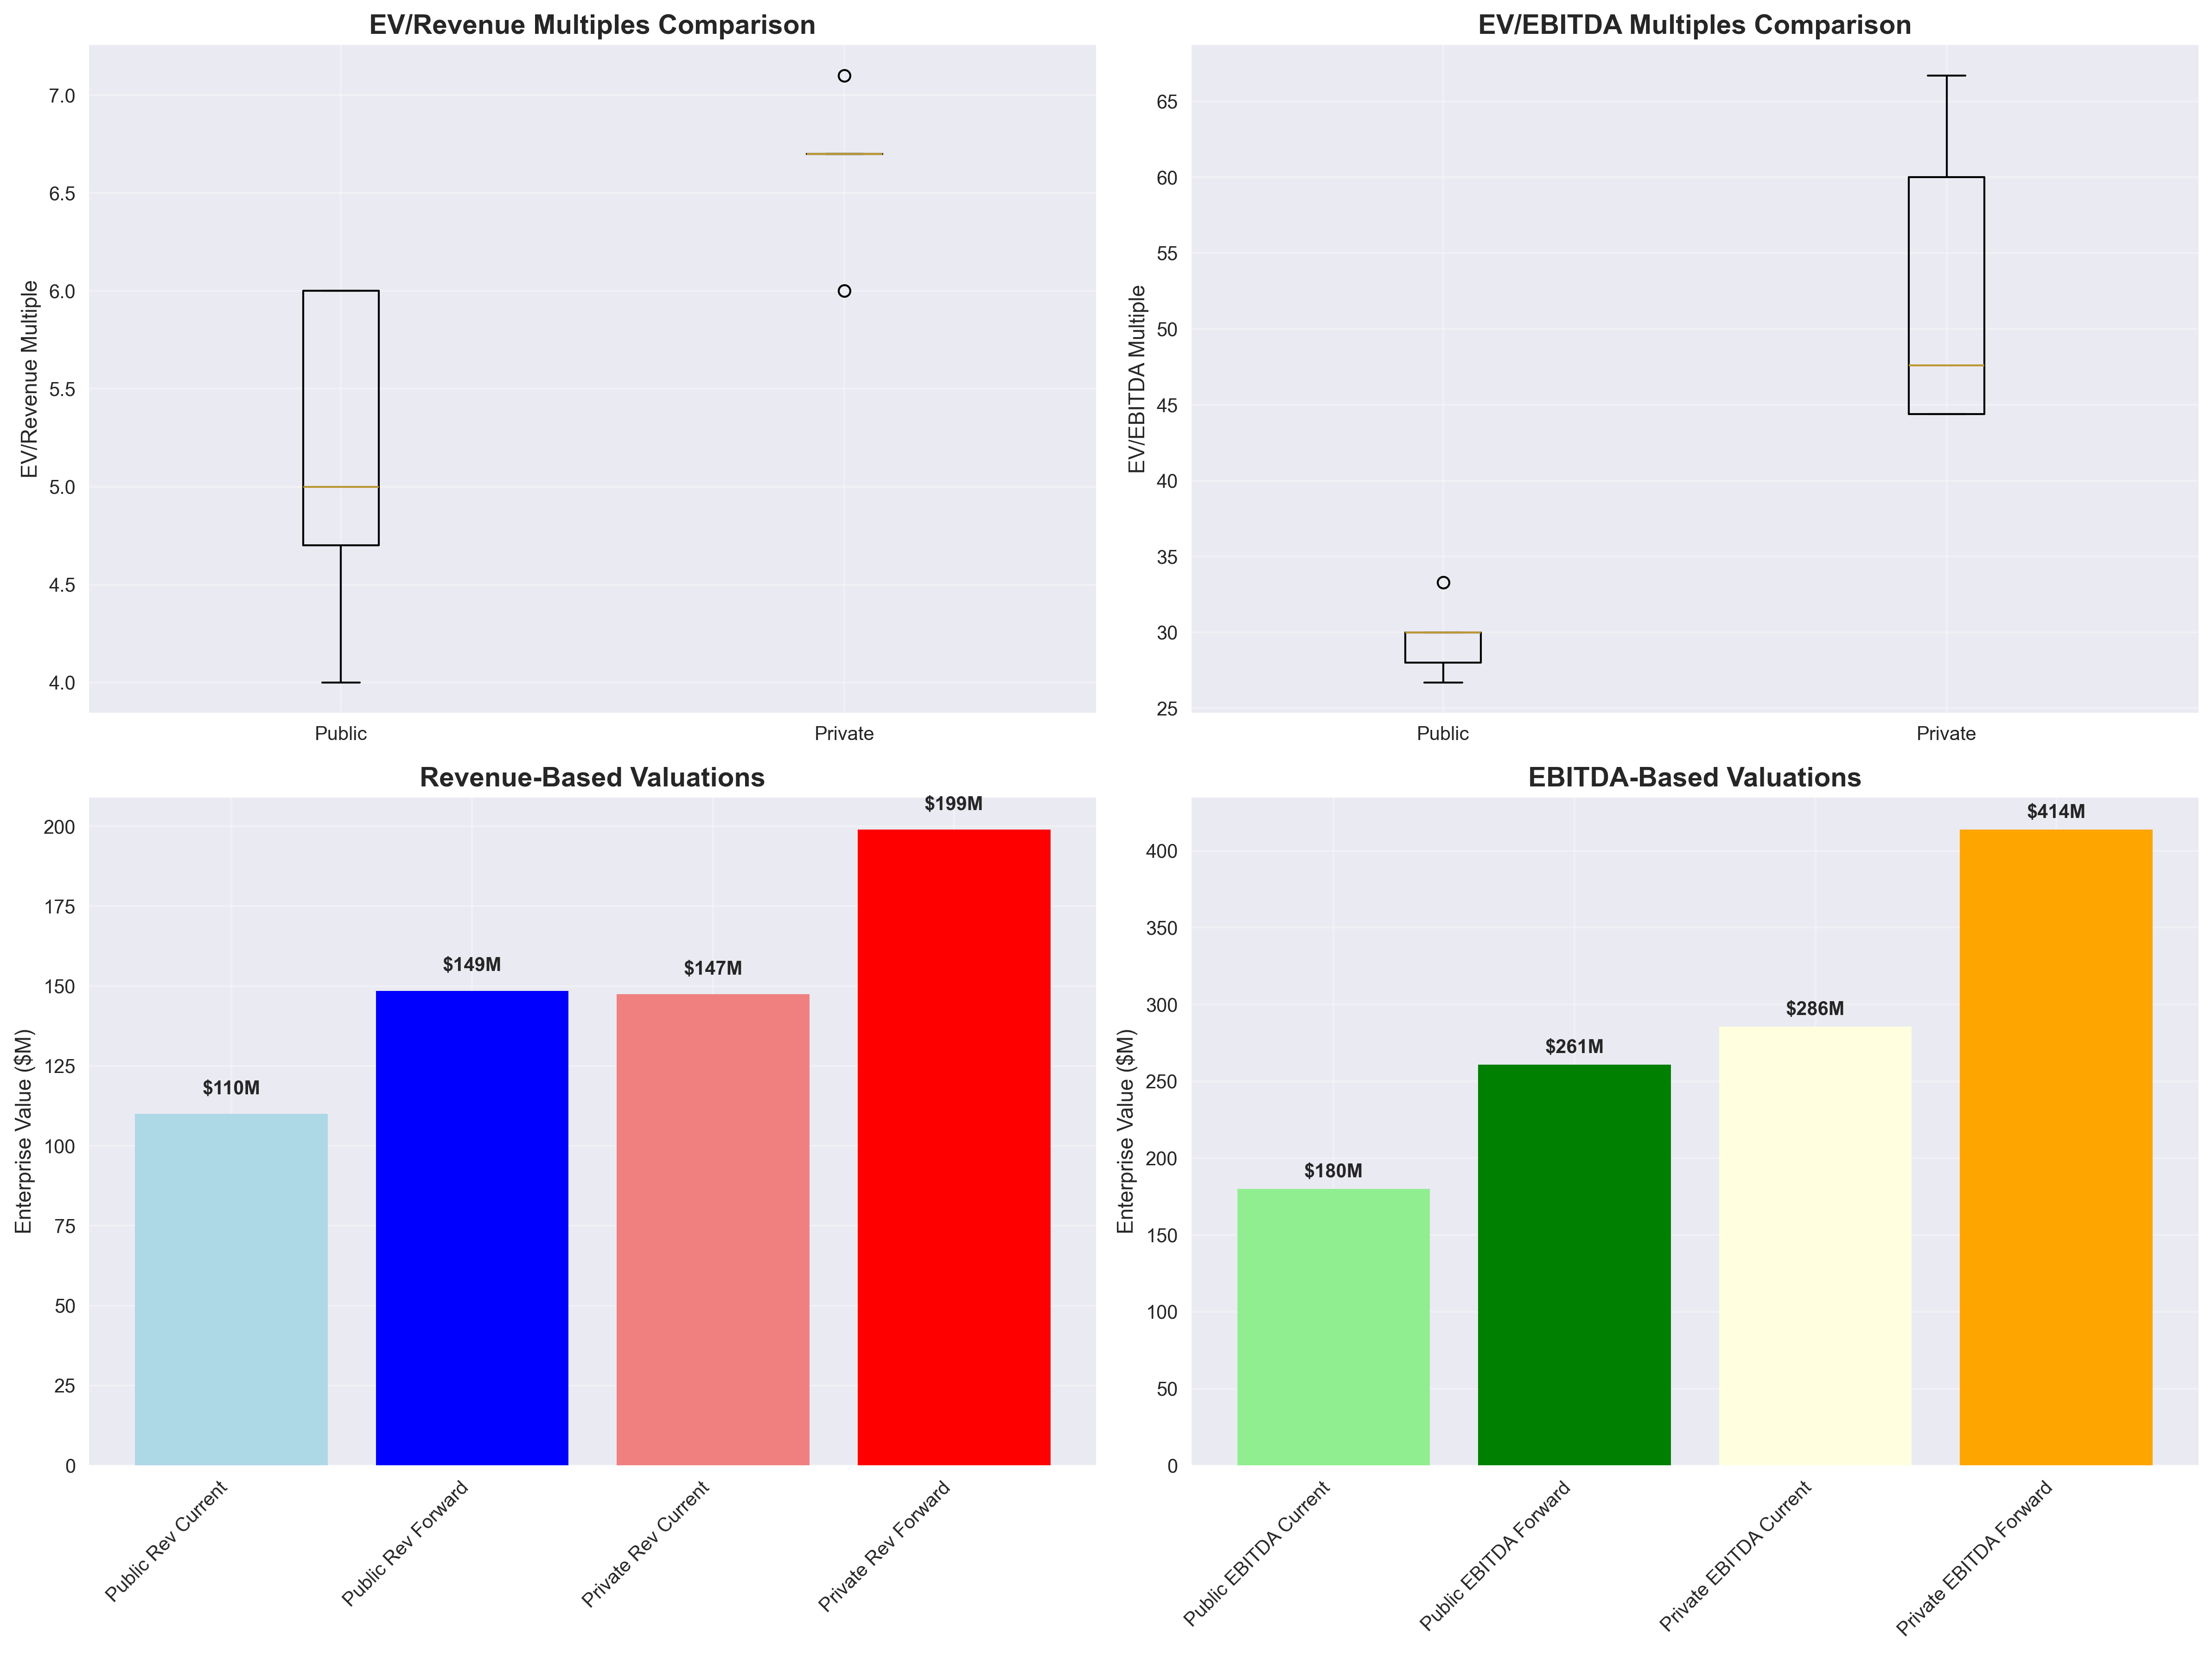 EV/Revenue Multiples Comparison
EV/Revenue Multiple
7.0
6.5
6.0
5.5
5.0
4.5
4.0
Public
Private
EV/EBITDA Multiples Comparison
EV/EBITDA Multiple
65
60
55
50
45
40
35
30
25
Public
Private
Revenue-Based Valuations
Enterprise Value ($M)
200
175
150
125
100
75
50
25
0
$110M
$149M
$147M
$199M
Public Rev Current
Public Rev Forward
Private Rev Current
Private Rev Forward
EBITDA-Based Valuations
Enterprise Value ($M)
400
350
300
250
200
150
100
50
0
$180M
$261M
$286M
$414M
Public EBITDA Current
Public EBITDA Forward
Private EBITDA Current
Private EBITDA Forward